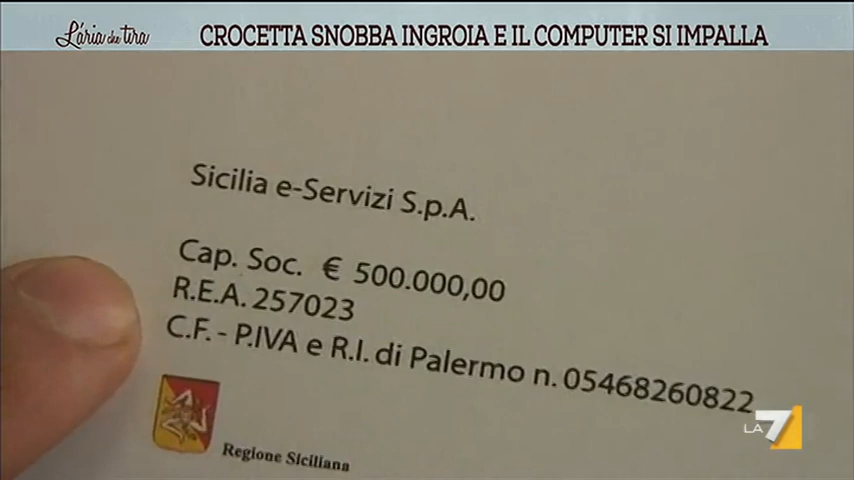 L'aria che tira
CROCETTA SNOBBA INGROIA E IL COMPUTER SI IMPALLA
Sicilia e-Servizi S.p.A.
Cap. Soc. € 500.000,00
R.E.A. 257023
C.F. - P.IVA e R.I. di Palermo n. 05468260822
LA7
Regione Siciliana